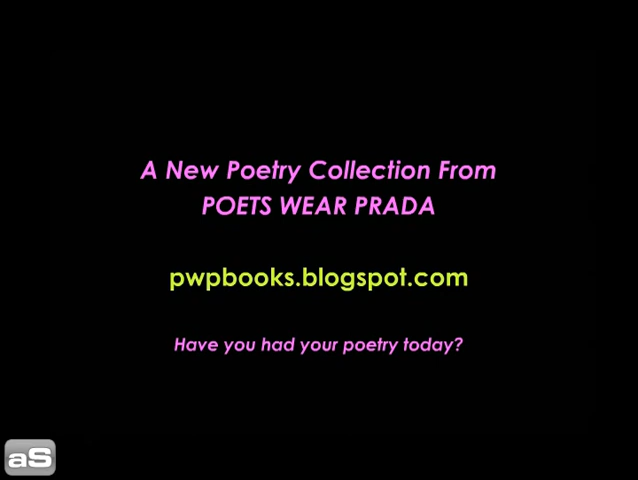 A New Poetry Collection From
POETS WEAR PRADA
pwpbooks.blogspot.com
Have you had your poetry today?
aS